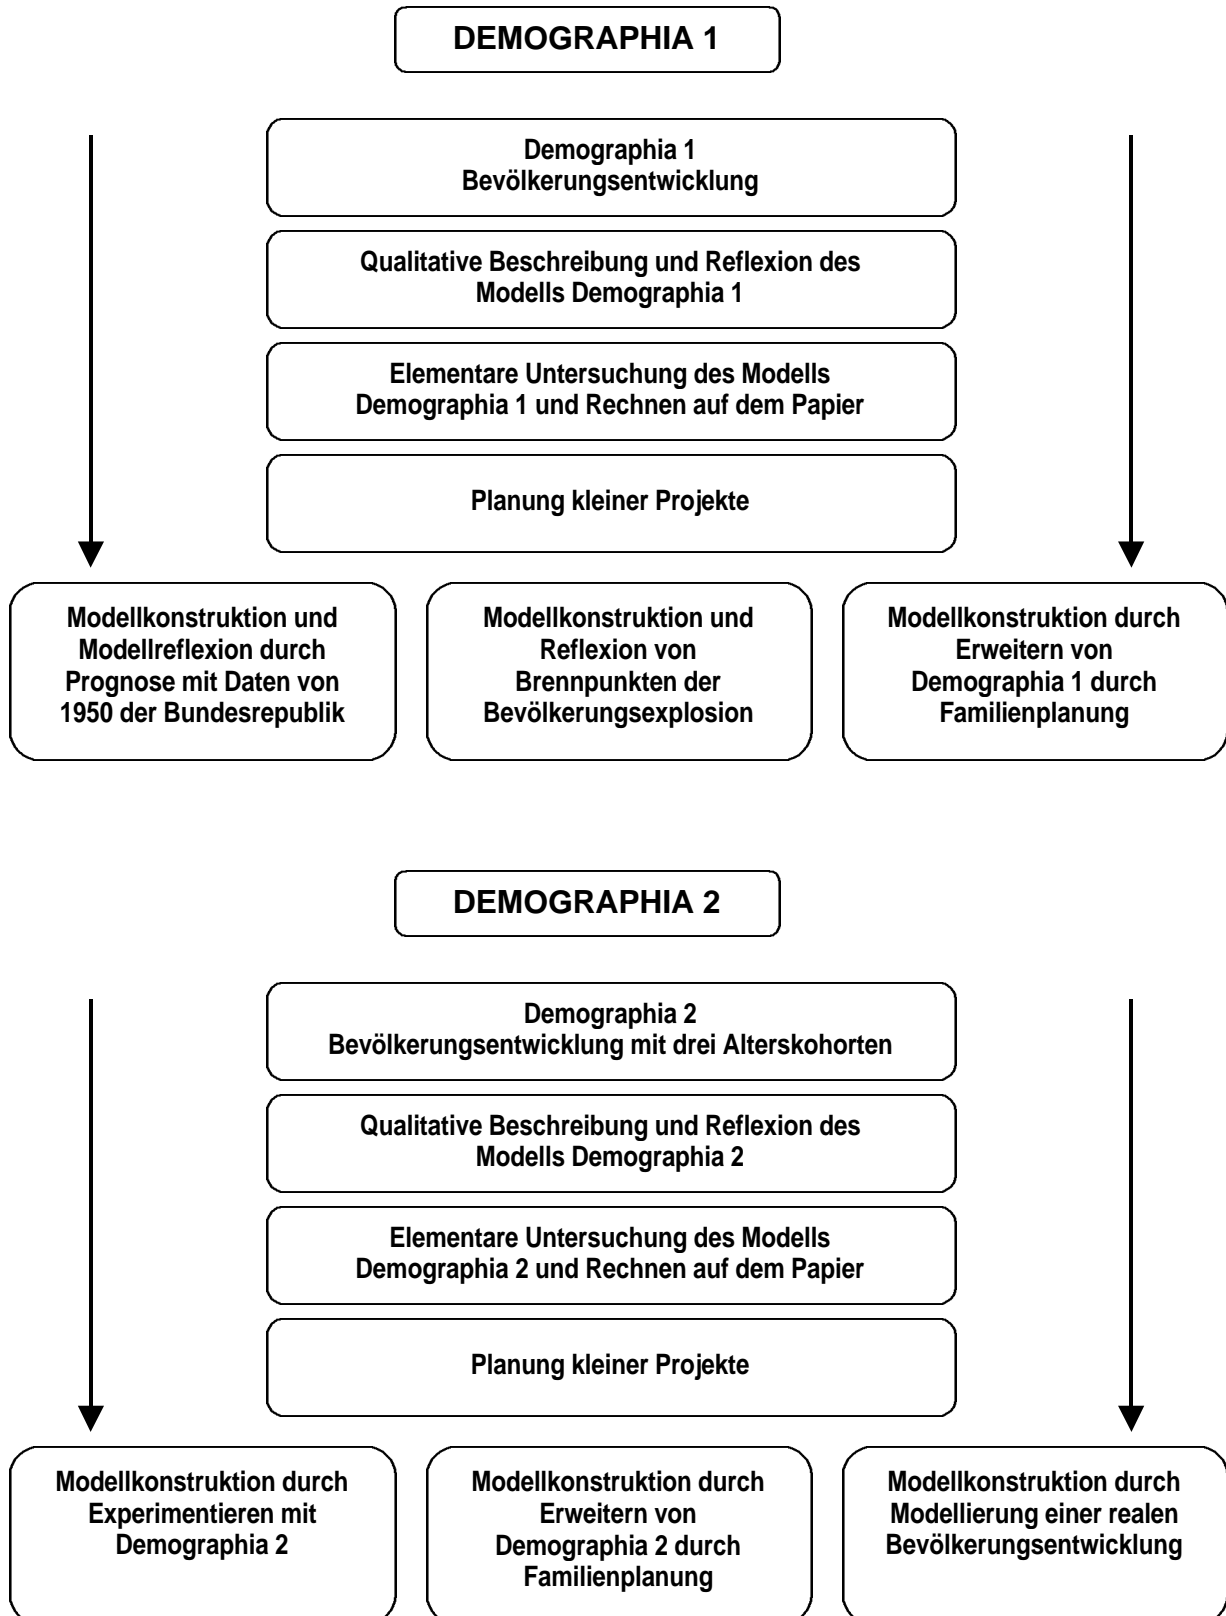 DEMOGRAPHIA 1
Demographia 1
Bevölkerungsentwicklung
Qualitative Beschreibung und Reflexion des
Modells Demographia 1
Elementare Untersuchung des Modells
Demographia 1 und Rechnen auf dem Papier
Planung kleiner Projekte
Modellkonstruktion und
Modellreflexion durch
Prognose mit Daten von
1950 der Bundesrepublik
Modellkonstruktion und
Reflexion von
Brennpunkten der
Bevölkerungsexplosion
Modellkonstruktion durch
Erweitern von
Demographia 1 durch
Familienplanung
DEMOGRAPHIA 2
Demographia 2
Bevölkerungsentwicklung mit drei Alterskohorten
Qualitative Beschreibung und Reflexion des
Modells Demographia 2
Elementare Untersuchung des Modells
Demographia 2 und Rechnen auf dem Papier
Planung kleiner Projekte
Modellkonstruktion durch
Experimentieren mit
Demographia 2
Modellkonstruktion durch
Erweitern von
Demographia 2 durch
Familienplanung
Modellkonstruktion durch
Modellierung einer realen
Bevölkerungsentwicklung